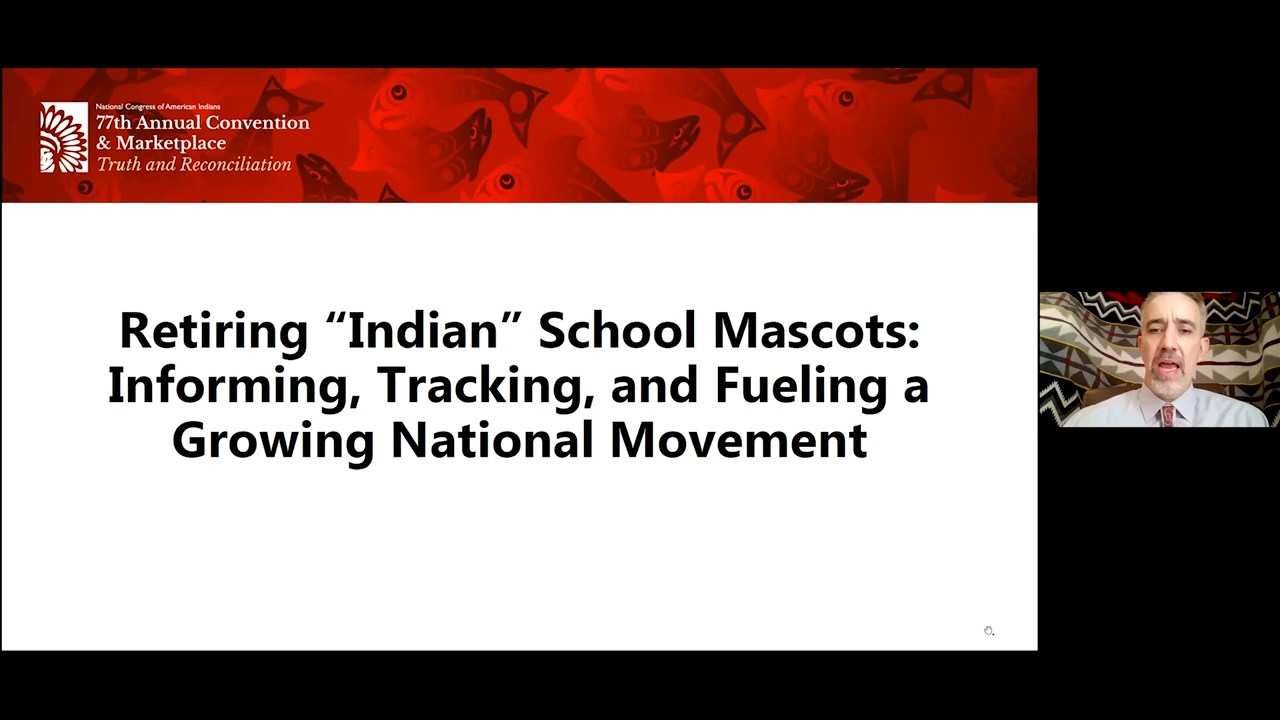 National Congress of American Indians
77th Annual Convention
& Marketplace
Truth and Reconciliation
Retiring “Indian” School Mascots:
Informing, Tracking, and Fueling a
Growing National Movement